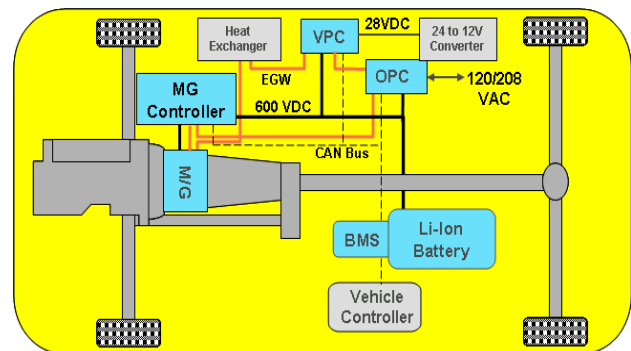 Heat
Exchanger
VPC
28VDC
24 to 12V
Converter
EGW
OPC
120/208
VAC
MG
Controller
600 VDC
CAN Bus
M/G
BMS
Li-Ion
Battery
Vehicle
Controller